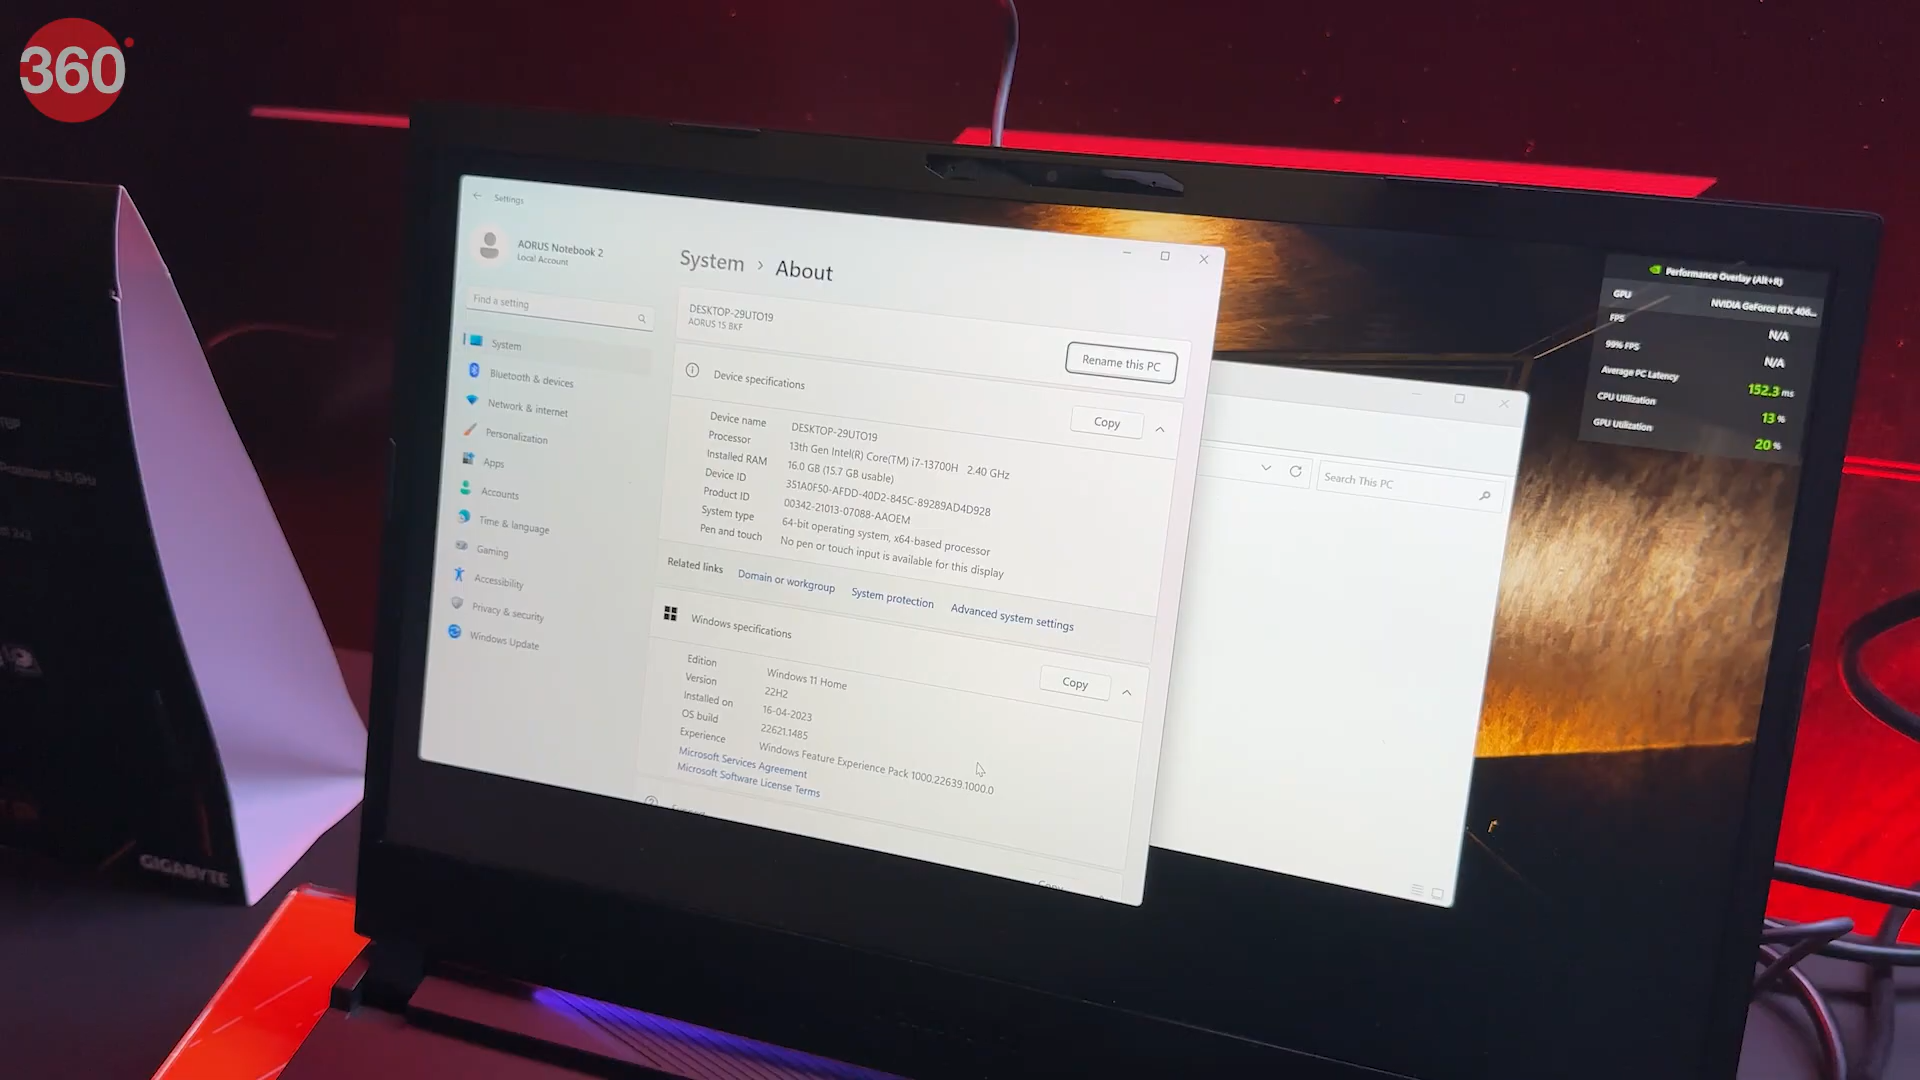 360
Settings
AORUS Notebook 2
Local Account
Find a setting
System
Bluetooth & devices
Network & internet
Personalization
Apps
Accounts
Time & language
Gaming
Accessibility
Privacy & security
Windows Update
System > About
DESKTOP-29UTO19
AORUS 15 BKF
Rename this PC
Device specifications
Copy
Device name DESKTOP-29UTO19
Processor 13th Gen Intel(R) Core(TM) i7-13700H 2.40 GHz
Installed RAM 16.0 GB (15.7 GB usable)
Device ID 351A0F50-AFDD-40D2-845C-89289AD4D928
Product ID 00342-21013-07088-AAOEM
System type 64-bit operating system, x64-based processor
Pen and touch No pen or touch input is available for this display
Related links Domain or workgroup System protection Advanced system settings
Windows specifications
Copy
Edition Windows 11 Home
Version 22H2
Installed on 16-04-2023
OS build 22621.1485
Experience Windows Feature Experience Pack 1000.22639.1000.0
Microsoft Services Agreement
Microsoft Software License Terms
Search This PC
Performance Overlay (Alt+R)
GPU NVIDIA GeForce RTX 406...
FPS N/A
99% FPS N/A
Average PC Latency 152.3 ms
CPU Utilization 13 %
GPU Utilization 20 %
GIGABYTE